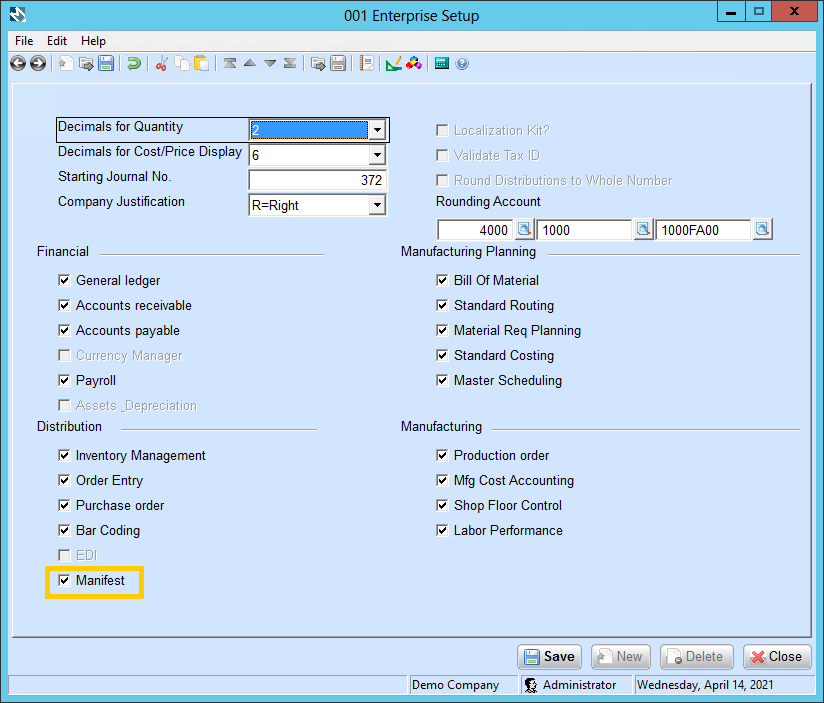 001 Enterprise Setup
File Edit Help
Decimals for Quantity 2
Decimals for Cost/Price Display 6
Starting Journal No. 372
Company Justification R=Right
Localization Kit?
Validate Tax ID
Round Distributions to Whole Number
Rounding Account
4000 1000 1000FA00
Financial
General ledger
Accounts receivable
Accounts payable
Currency Manager
Payroll
Assets _Depreciation
Manufacturing Planning
Bill Of Material
Standard Routing
Material Req Planning
Standard Costing
Master Scheduling
Distribution
Inventory Management
Order Entry
Purchase order
Bar Coding
EDI
Manifest
Manufacturing
Production order
Mfg Cost Accounting
Shop Floor Control
Labor Performance
Save New Delete Close
Demo Company Administrator Wednesday, April 14, 2021